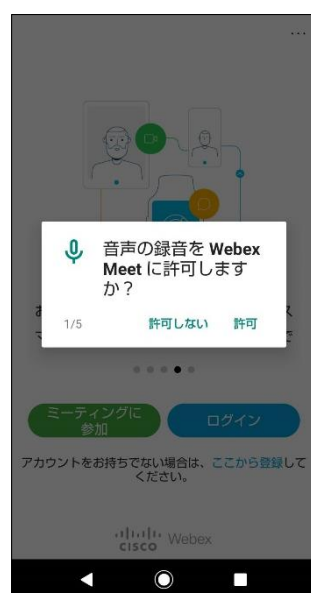 音声の録音を Webex
Meet に許可します
か？
1/5
許可しない 許可
ミーティングに
参加
ログイン
アカウントをお持ちでない場合は、ここから登録して
ください。
CISCO Webex